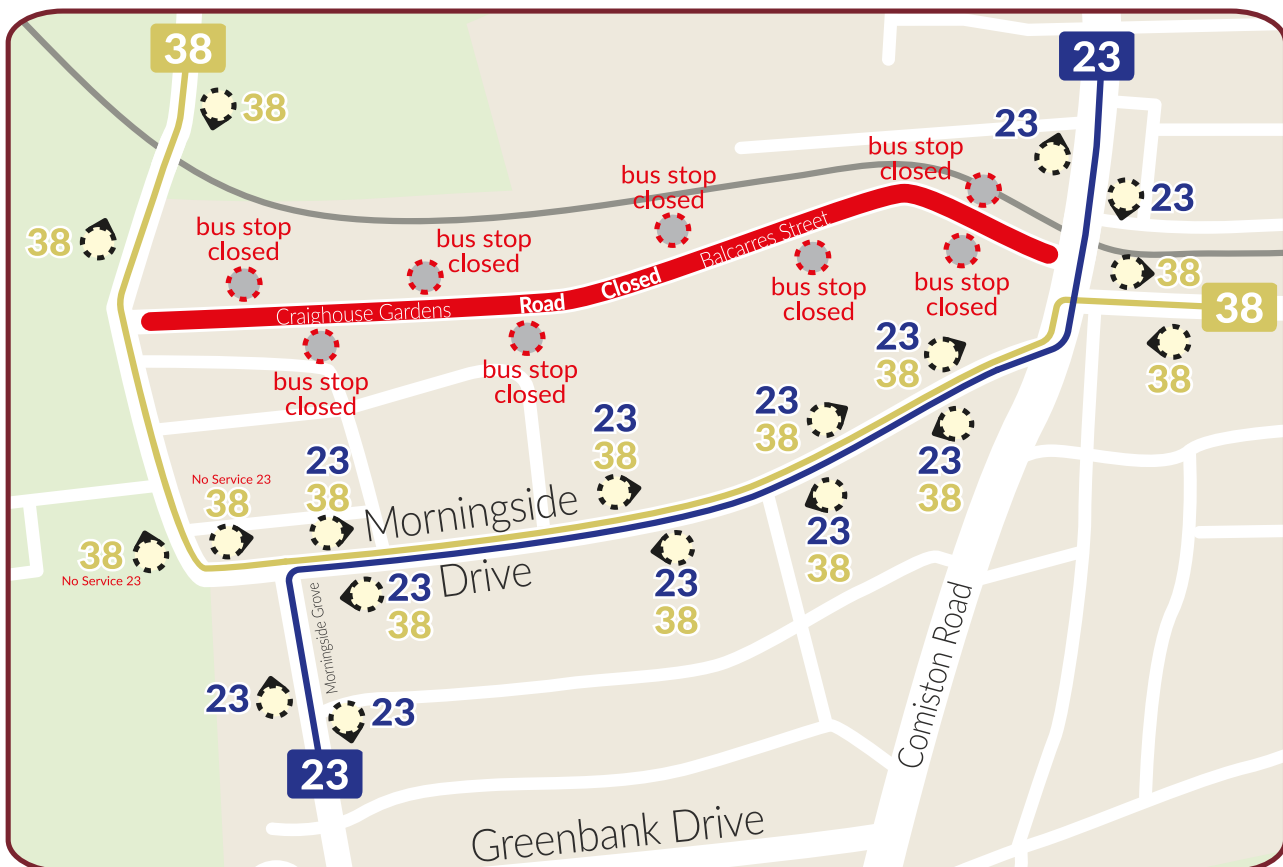 38
23
38
23
bus stop
closed
23
bus stop
closed
38
bus stop
closed
bus stop
closed
Balcarres Street
38
Road Closed
bus stop
closed
bus stop
closed
38
Craighouse Gardens
23
38
bus stop
closed
bus stop
closed
38
23
38
23
38
23
38
No Service 23
38
23
38
Morningside
23
38
38
No Service 23
Drive
23
38
23
38
Morningside Grove
Comiston Road
23
23
23
Greenbank Drive